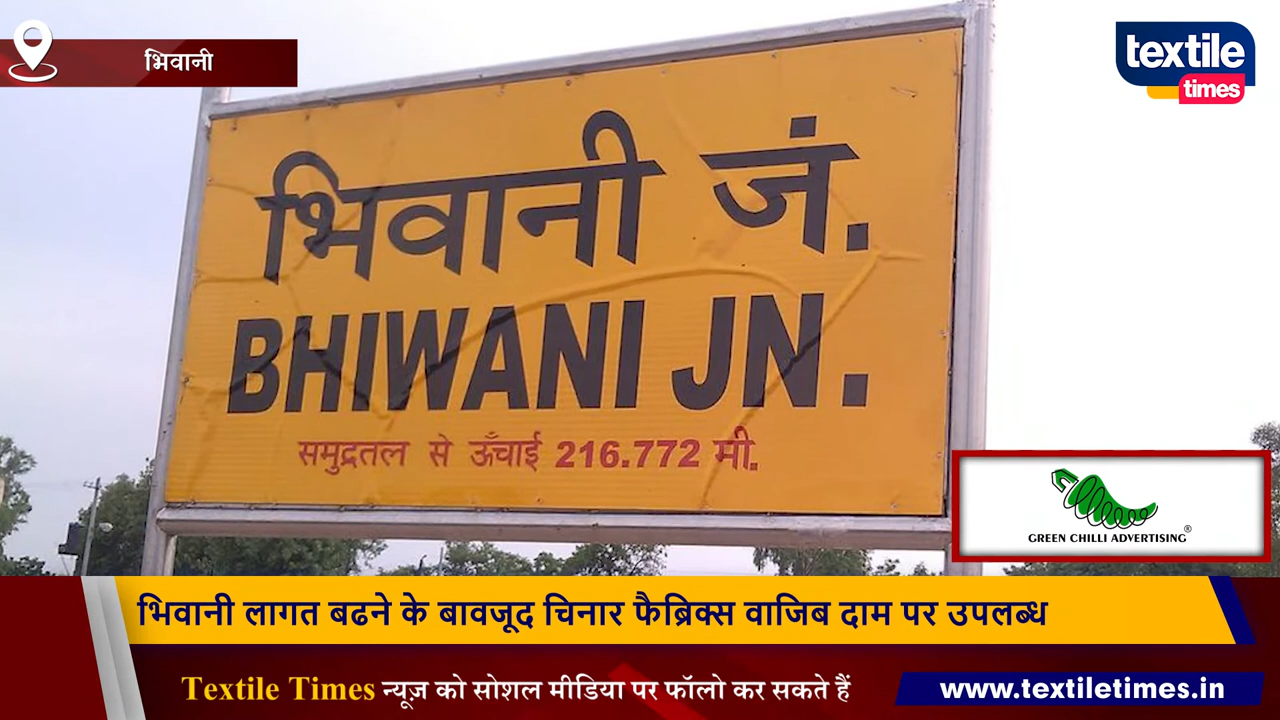 भिवानी
textile
times
भिवानी जं.
BHIWANI JN.
समुद्रतल से ऊँचाई 216.772 मी.
GREEN CHILLI ADVERTISING®
भिवानी लागत बढने के बावजूद चिनार फैब्रिक्स वाजिब दाम पर उपलब्ध
Textile Times न्यूज़ को सोशल मीडिया पर फॉलो कर सकते हैं
www.textiletimes.in